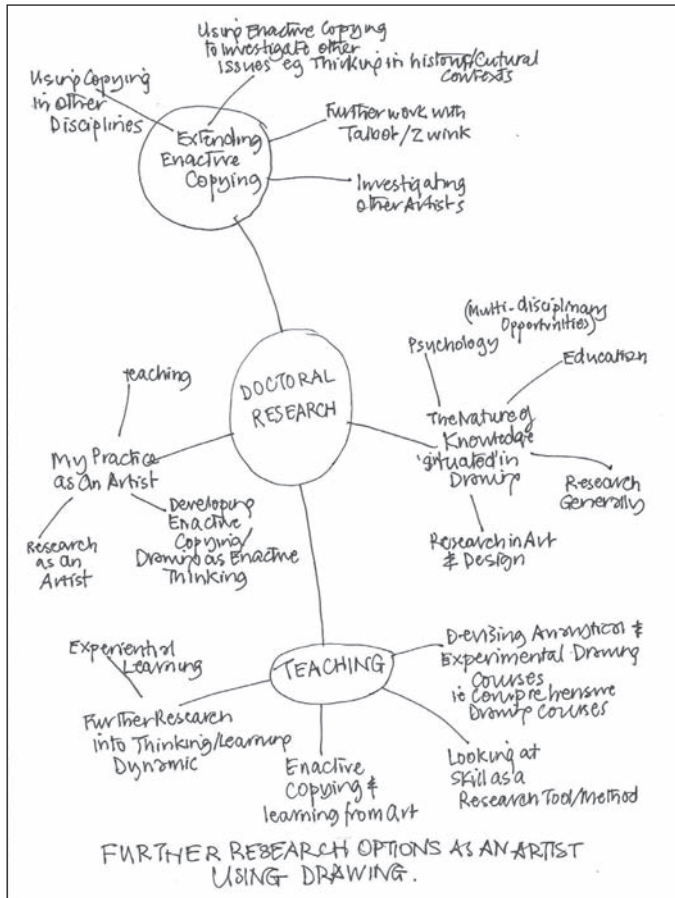 Using Enactive Copying
to Investigate other
Issues eg Thinking in history/Cutural
Contexts
Using Copying
in other
Disciplines
Extending
Enactive
Copying
Further work with
Talbot/Zwink
Investigating
other Artists
(Multi-disciplinary
Opportunities)
Psychology
Education
teaching
DOCTORAL
RESEARCH
The Nature of
Knowledge
'situated' in
Drawing
My Practice
as An Artist
Research
Generally
Developing
Enactive
Copying/
Drawing as Enactive
Thinking
Research
as an
Artist
Research in Art
& Design
Experiential
Learning
TEACHING
Devising Analytical &
Experimental Drawing
Courses
ie Comprehensive
Drawing Courses
Further Research
into Thinking/Learning
Dynamic
Enactive
Copying &
learning from Art
Looking at
Skill as a
Research Tool/Method
FURTHER RESEARCH OPTIONS AS AN ARTIST
USING DRAWING.